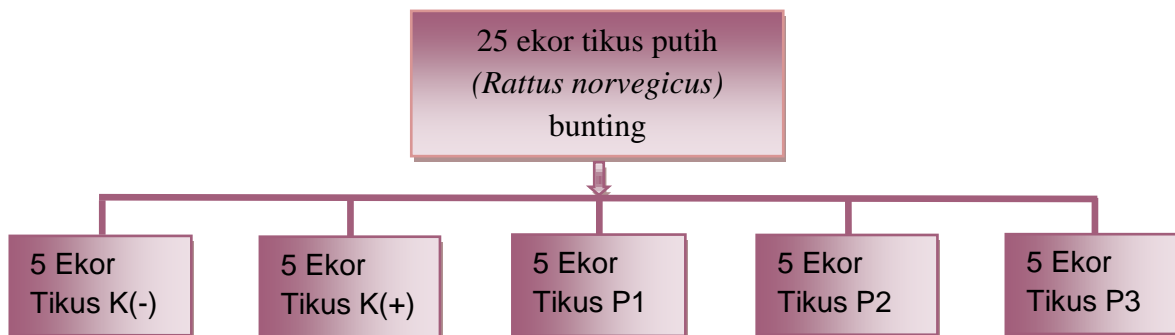 25 ekor tikus putih
(Rattus norvegicus)
bunting
5 Ekor
Tikus K(-)
5 Ekor
Tikus K(+)
5 Ekor
Tikus P1
5 Ekor
Tikus P2
5 Ekor
Tikus P3